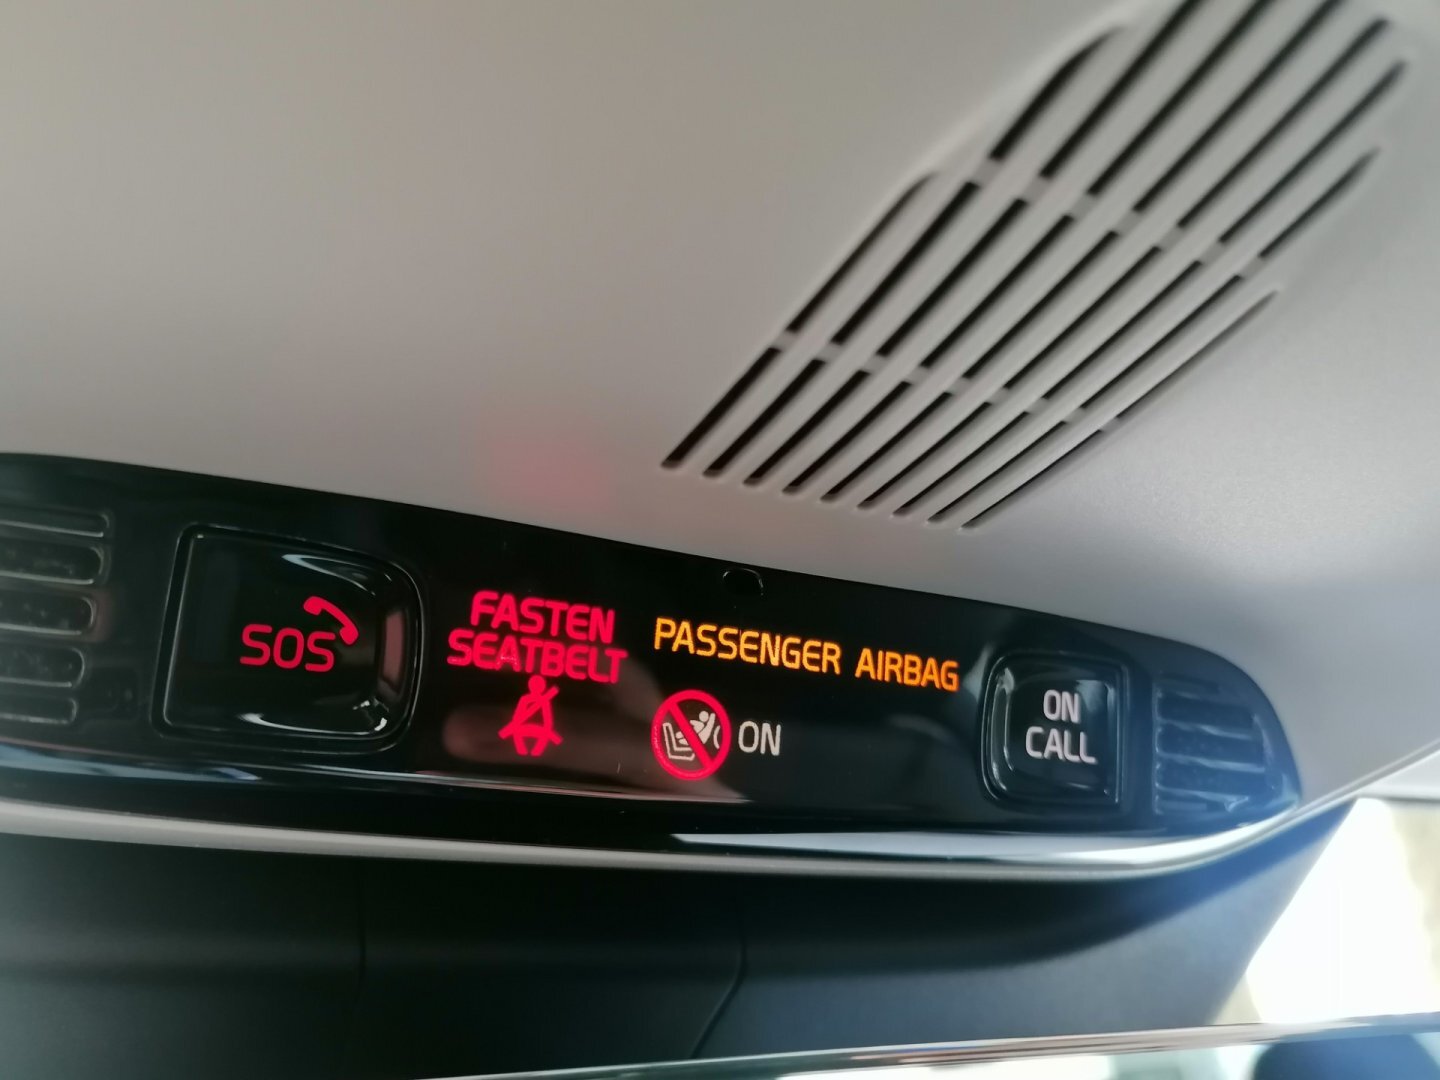 SOS
FASTEN
SEATBELT
PASSENGER AIRBAG
ON
ON
CALL